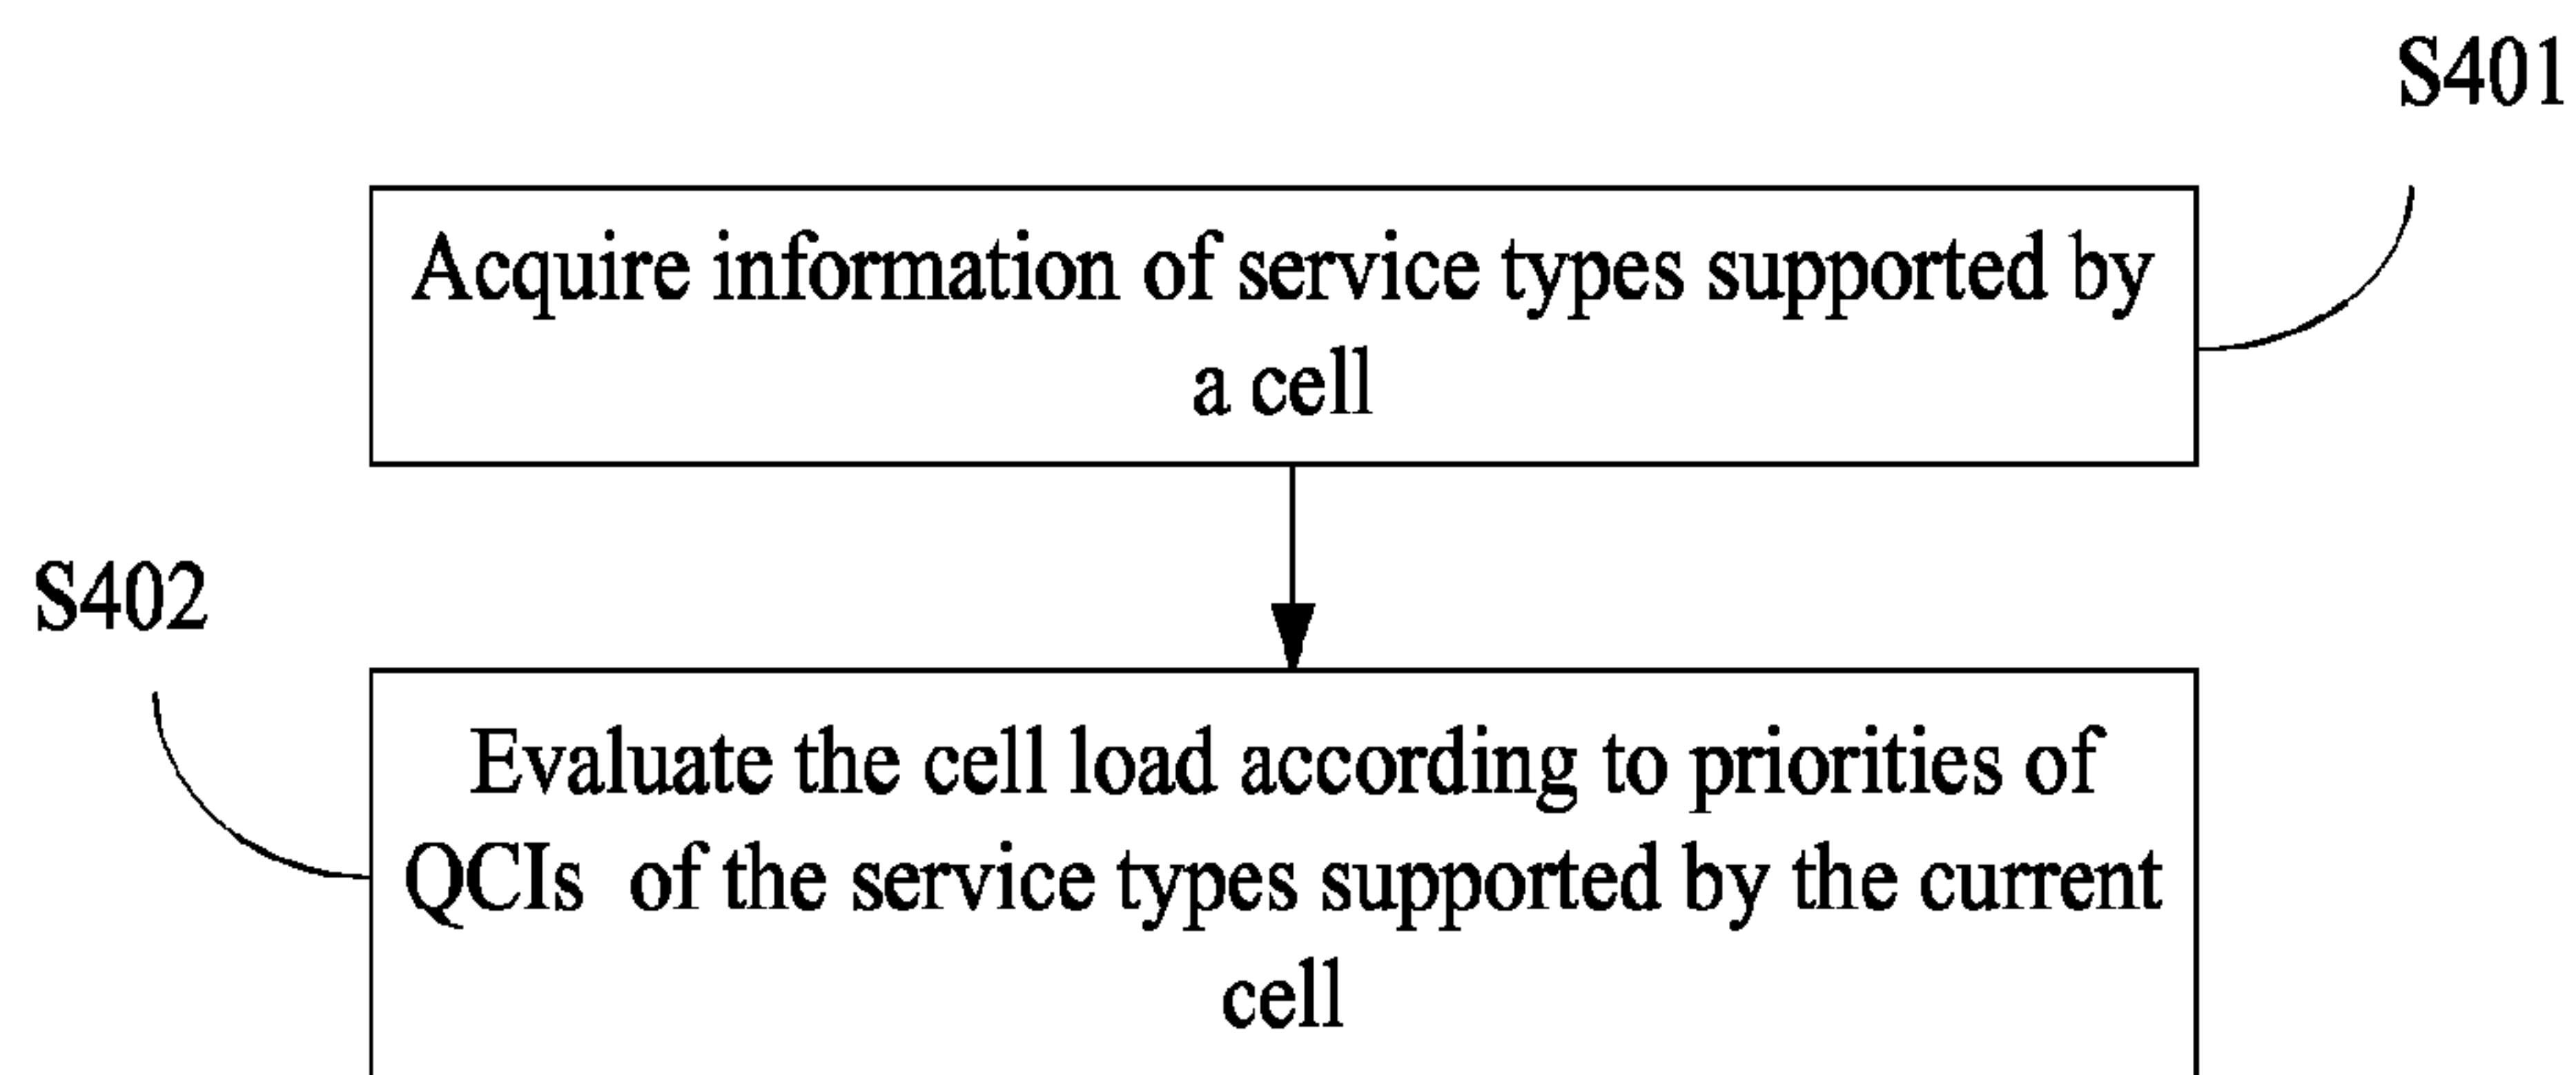 S401
Acquire information of service types supported by
a cell
S402
Evaluate the cell load according to priorities of
QCIs of the service types supported by the current
cell